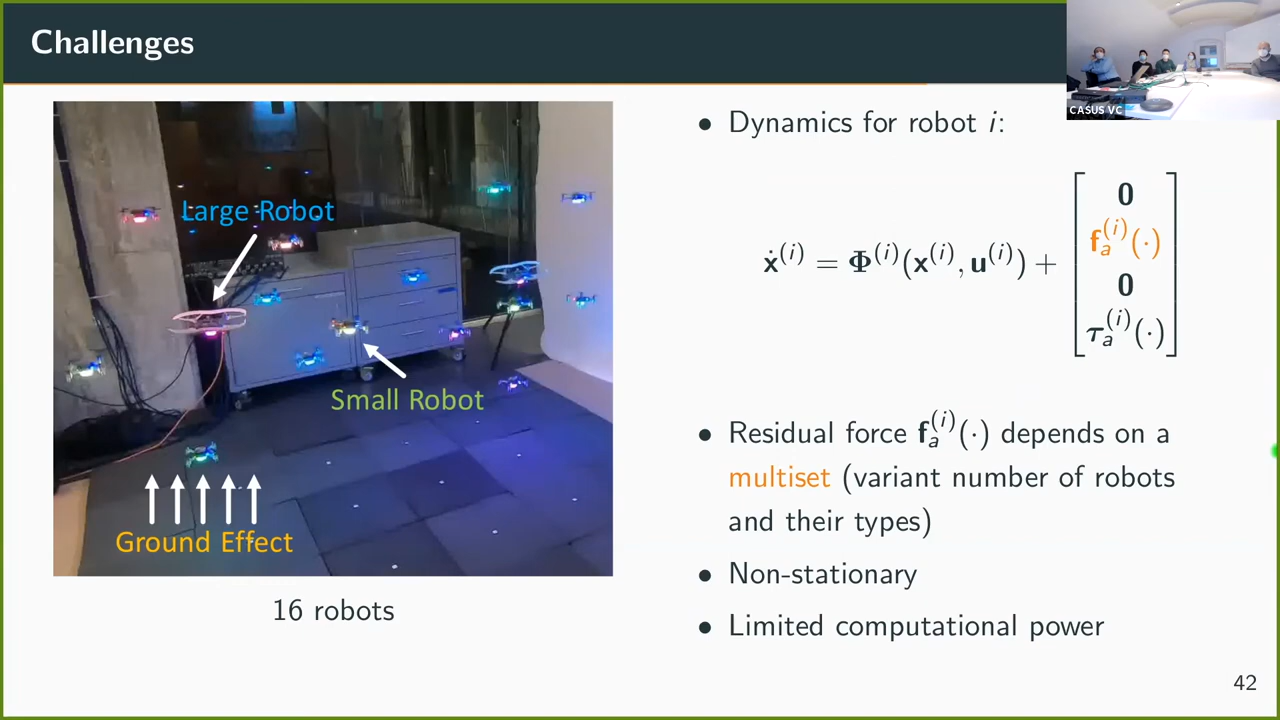 Challenges
CASUS VC
Large Robot
Small Robot
Ground Effect
16 robots
• Dynamics for robot i:
ẋ^(i) = Φ^(i)(x^(i), u^(i)) + [0; f_a^(i)(·); 0; τ_a^(i)(·)]
• Residual force f_a^(i)(·) depends on a
multiset (variant number of robots
and their types)
• Non-stationary
• Limited computational power
42